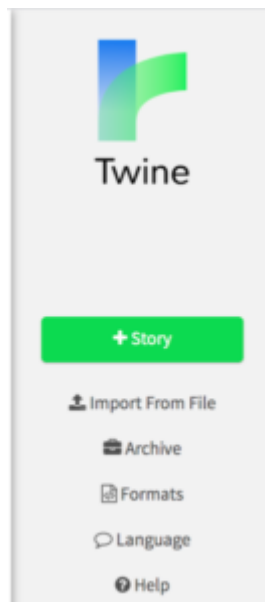 Twine
+ Story
Import From File
Archive
Formats
Language
Help